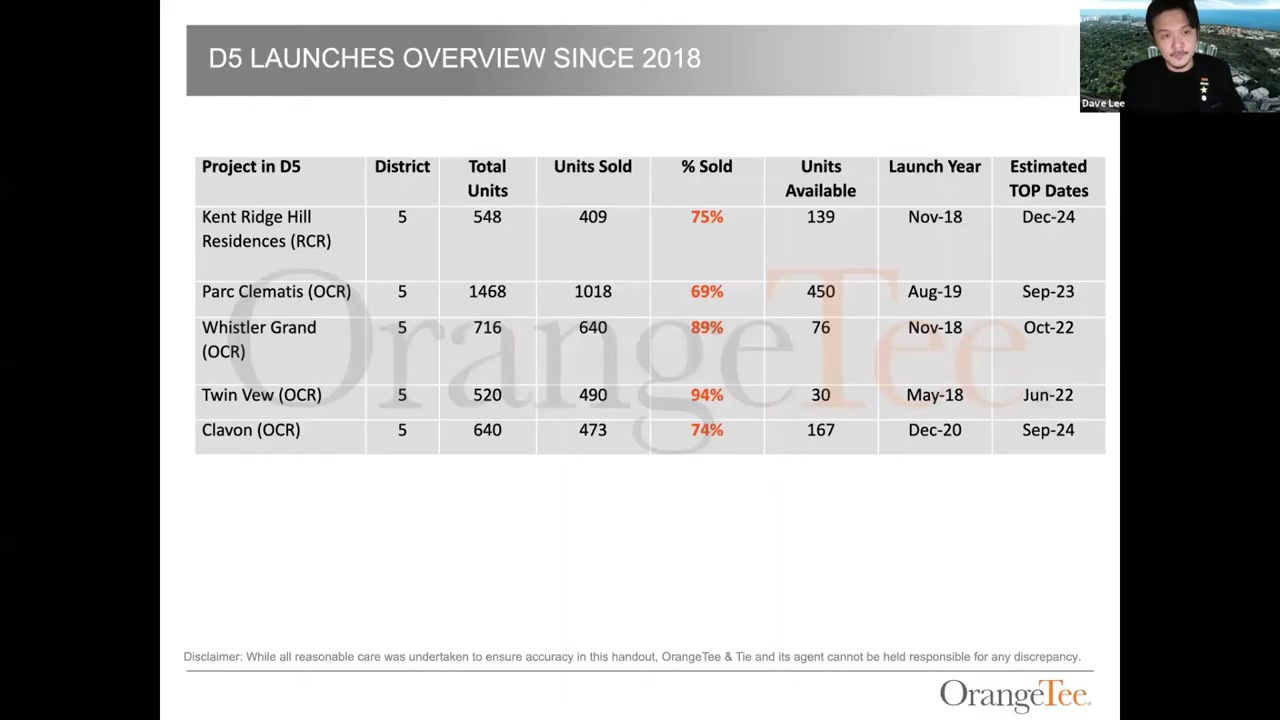 D5 LAUNCHES OVERVIEW SINCE 2018
Dave Lee
Project in D5 District Total Units Units Sold % Sold Units Available Launch Year Estimated TOP Dates
Kent Ridge Hill Residences (RCR) 5 548 409 75% 139 Nov-18 Dec-24
Parc Clematis (OCR) 5 1468 1018 69% 450 Aug-19 Sep-23
Whistler Grand (OCR) 5 716 640 89% 76 Nov-18 Oct-22
Twin Vew (OCR) 5 520 490 94% 30 May-18 Jun-22
Clavon (OCR) 5 640 473 74% 167 Dec-20 Sep-24
OrangeTee
Disclaimer: While all reasonable care was undertaken to ensure accuracy in this handout, OrangeTee & Tie and its agent cannot be held responsible for any discrepancy.
OrangeTee